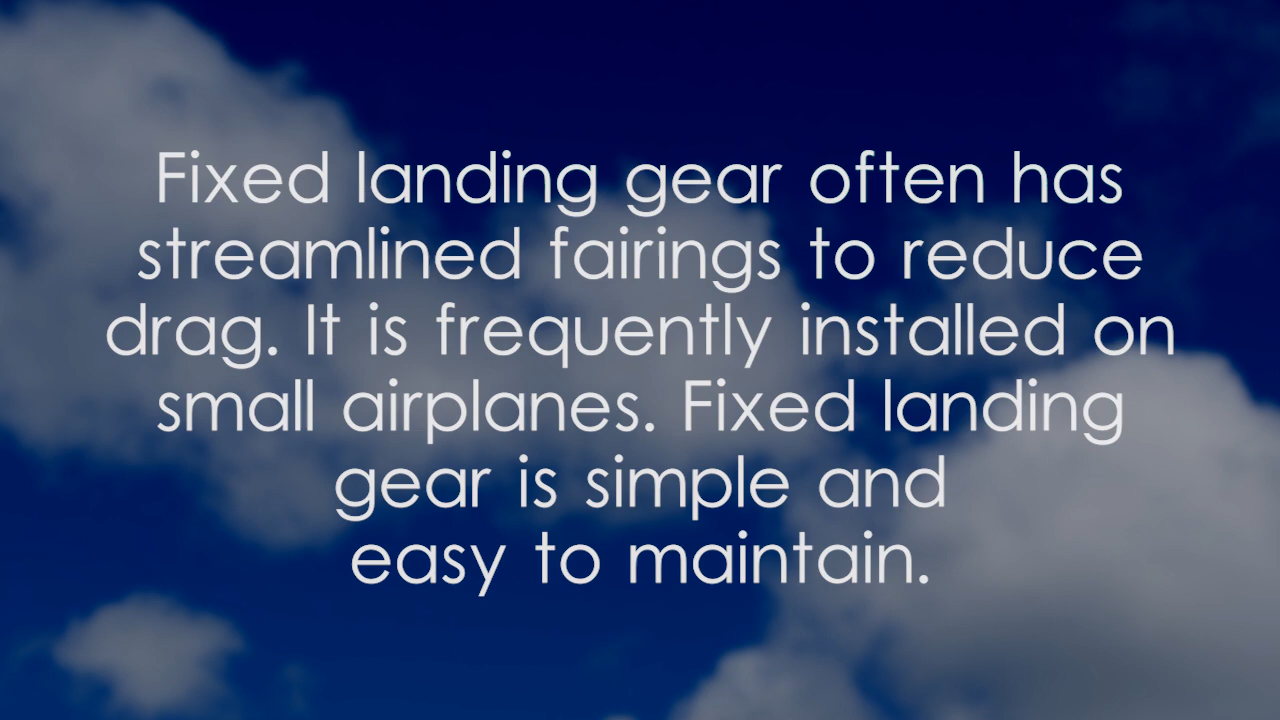 Fixed landing gear often has
streamlined fairings to reduce
drag. It is frequently installed on
small airplanes. Fixed landing
gear is simple and
easy to maintain.